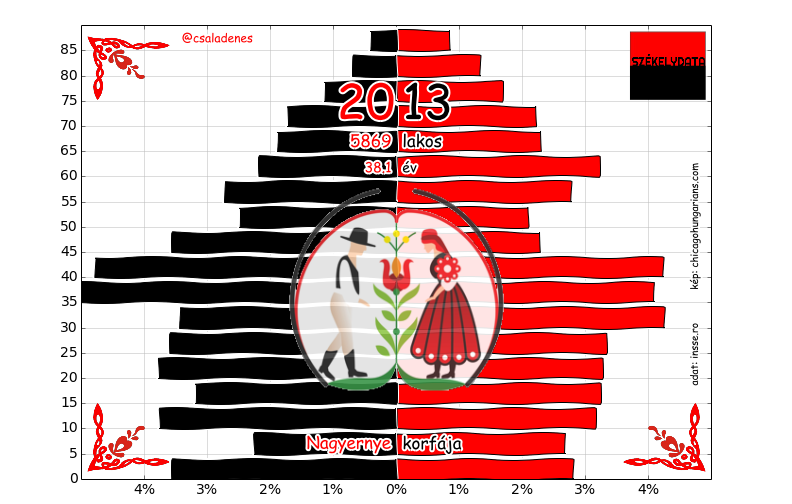 @csaladenes
SZÉKELYDATA
2013
5869 lakos
38.1 év
kép: chicagohungarians.com
adat: insse.ro
Nagyernye korfája
85
80
75
70
65
60
55
50
45
40
35
30
25
20
15
10
5
0
4% 3% 2% 1% 0% 1% 2% 3% 4%